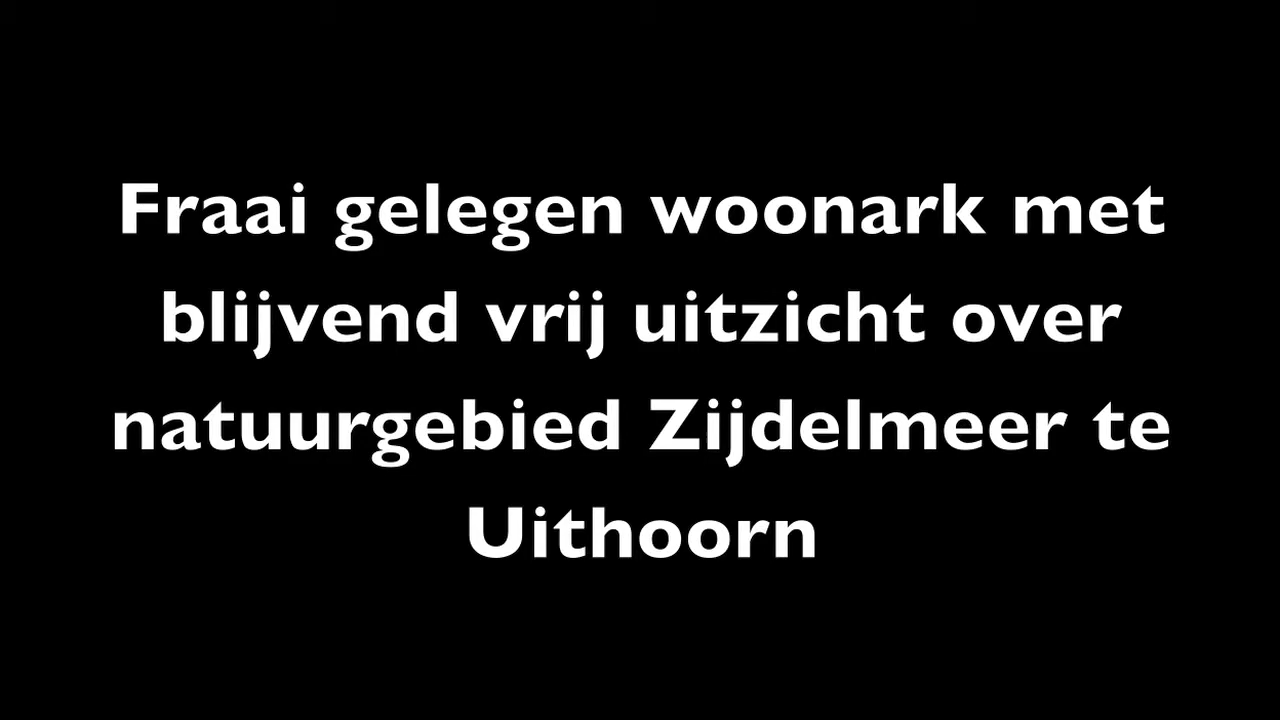 Fraai gelegen woonark met
blijvend vrij uitzicht over
natuurgebied Zijdelmeer te
Uithoorn